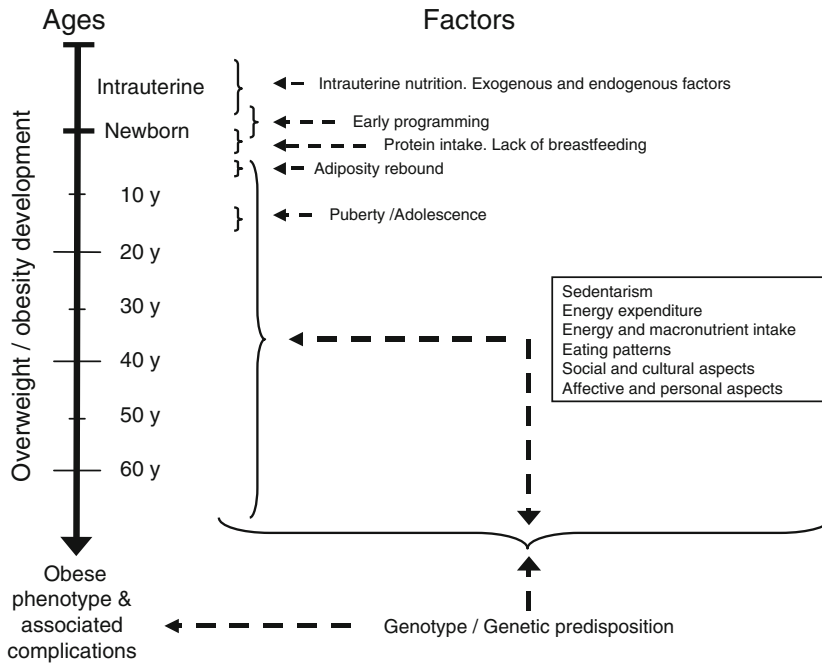 Ages
Factors
Overweight / obesity development
Intrauterine
Intrauterine nutrition. Exogenous and endogenous factors
Early programming
Newborn
Protein intake. Lack of breastfeeding
Adiposity rebound
10 y
Puberty /Adolescence
20 y
30 y
40 y
50 y
60 y
Sedentarism
Energy expenditure
Energy and macronutrient intake
Eating patterns
Social and cultural aspects
Affective and personal aspects
Obese
phenotype &
associated
complications
Genotype / Genetic predisposition